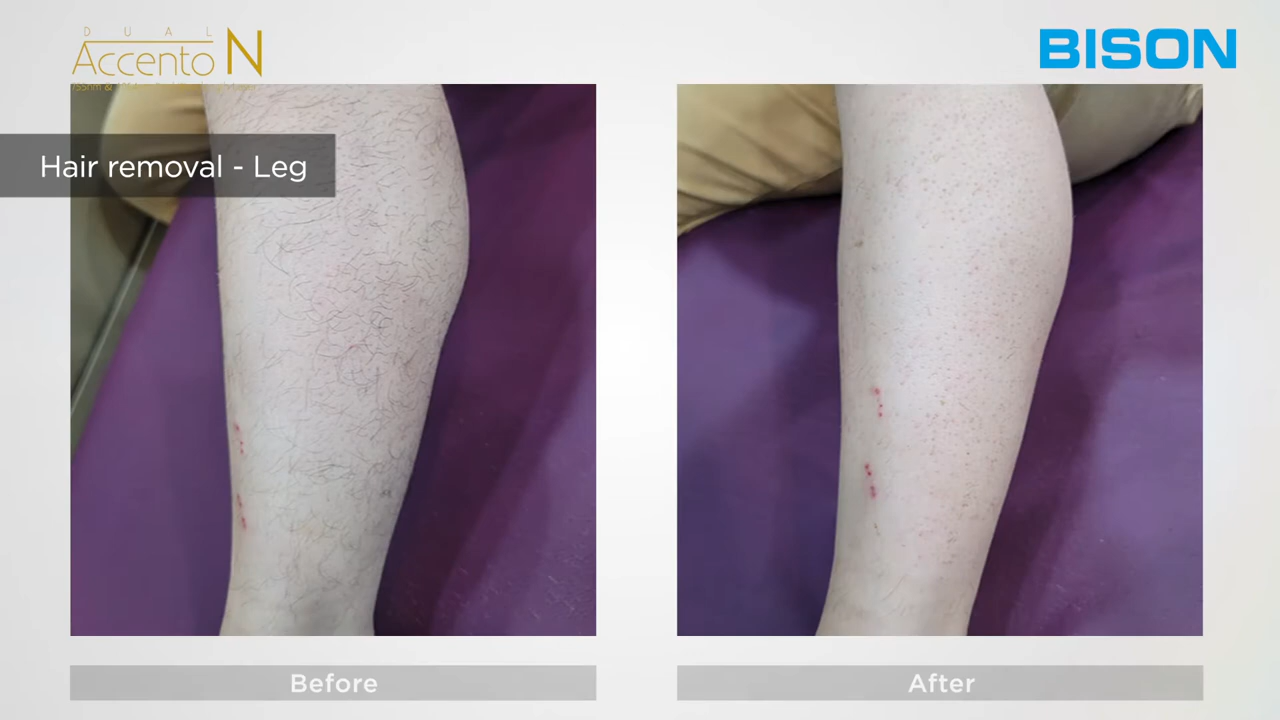 DUAL
Accento N
BISON
Hair removal - Leg
Before
After